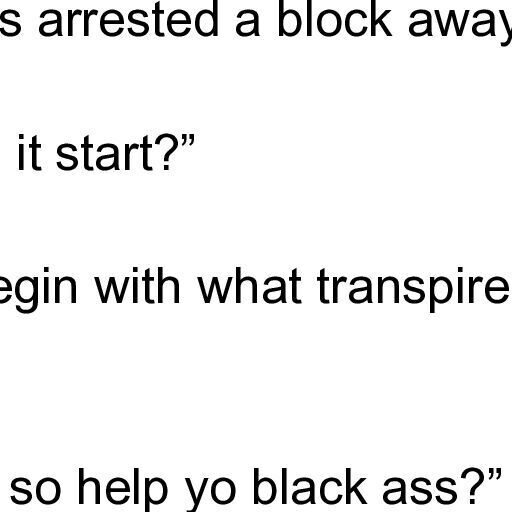 s arrested a block away
it start?”
egin with what transpire
so help yo black ass?”